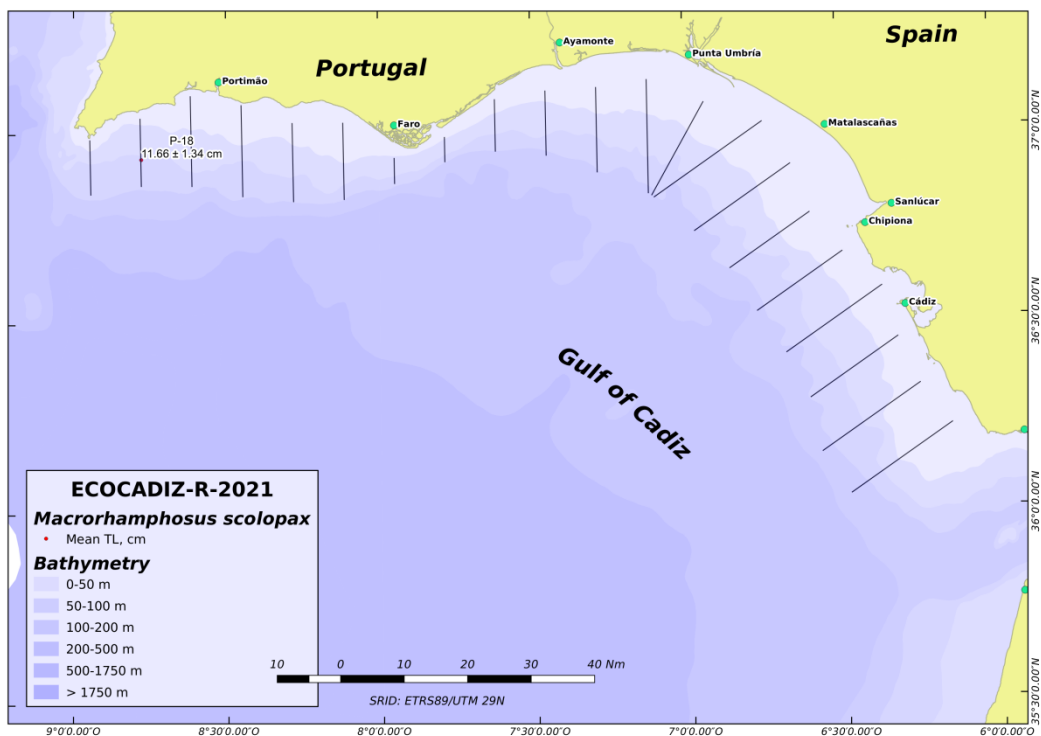 Spain
Portugal
Ayamonte
Punta Umbría
Portimão
Faro
Matalascañas
P-18
11.66 ± 1.34 cm
Sanlúcar
Chipiona
Cádiz
Gulf of Cadiz
37°0'0.00"N
36°30'0.00"N
36°0'0.00"N
35°30'0.00"N
ECOCADIZ-R-2021
Macrorhamphosus scolopax
Mean TL, cm
Bathymetry
0-50 m
50-100 m
100-200 m
200-500 m
500-1750 m
> 1750 m
10 0 10 20 30 40 Nm
SRID: ETRS89/UTM 29N
9°0'0.00"O 8°30'0.00"O 8°0'0.00"O 7°30'0.00"O 7°0'0.00"O 6°30'0.00"O 6°0'0.00"O